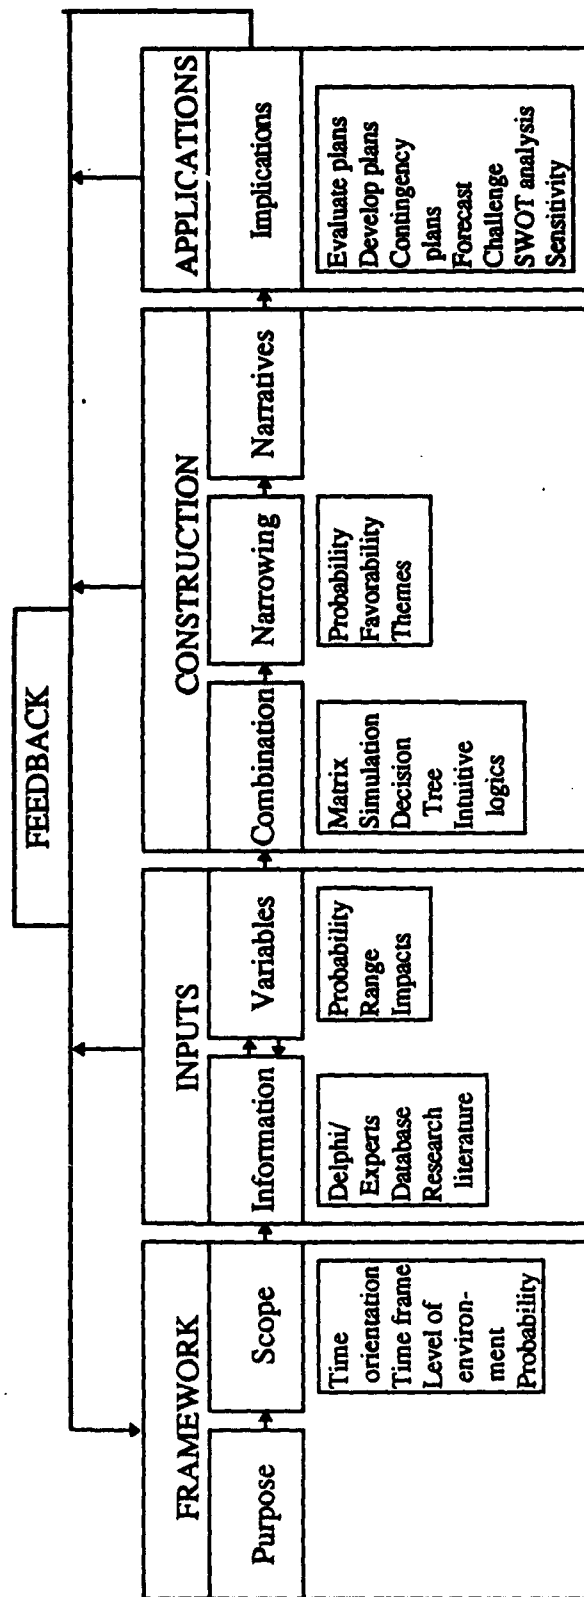 FEEDBACK
FRAMEWORK
Purpose
Scope
Time
orientation
Time frame
Level of
environ-
ment
Probability
INPUTS
Information
Delphi/
Experts
Database
Research
literature
Variables
Probability
Range
Impacts
CONSTRUCTION
Combination
Matrix
Simulation
Decision
Tree
Intuitive
logics
Narrowing
Probability
Favorability
Themes
Narratives
APPLICATIONS
Implications
Evaluate plans
Develop plans
Contingency
plans
Forecast
Challenge
SWOT analysis
Sensitivity